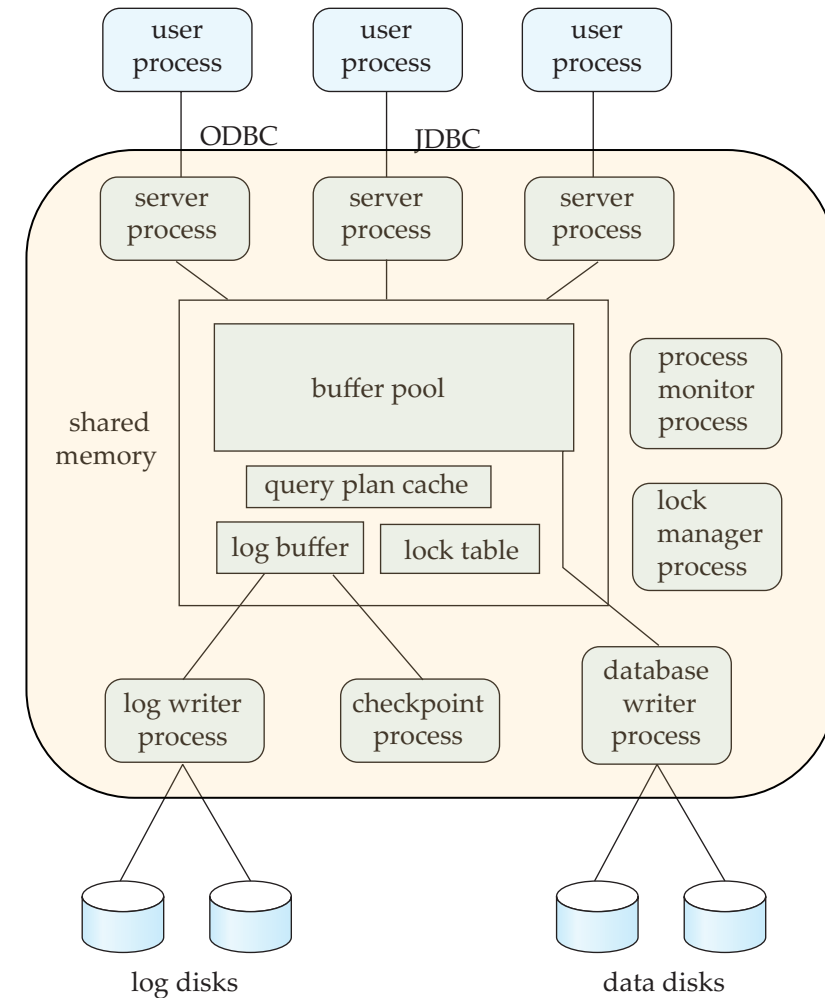 user
process
user
process
user
process
ODBC
JDBC
server
process
server
process
server
process
buffer pool
process
monitor
process
shared
memory
query plan cache
lock
manager
process
log buffer
lock table
log writer
process
checkpoint
process
database
writer
process
log disks
data disks